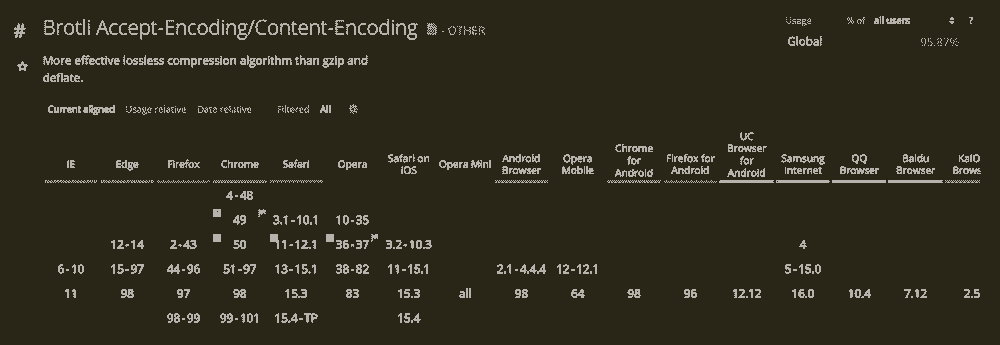 # Brotli Accept-Encoding/Content-Encoding - OTHER
Usage % of all users ?
Global 95.87%
More effective lossless compression algorithm than gzip and
deflate.
Current aligned Usage relative Date relative Filtered All
IE Edge Firefox Chrome Safari Opera Safari on iOS Opera Mini Android Browser Opera Mobile Chrome for Android Firefox for Android UC Browser for Android Samsung Internet QQ Browser Baidu Browser KaiO Brows
4-48
49 3.1-10.1 10-35
12-14 2-43 50 11-12.1 36-37 3.2-10.3 4
6-10 15-97 44-96 51-97 13-15.1 38-82 11-15.1 2.1-4.4.4 12-12.1 5-15.0
11 98 97 98 15.3 83 15.3 all 98 64 98 96 12.12 16.0 10.4 7.12 2.5
98-99 99-101 15.4-TP 15.4